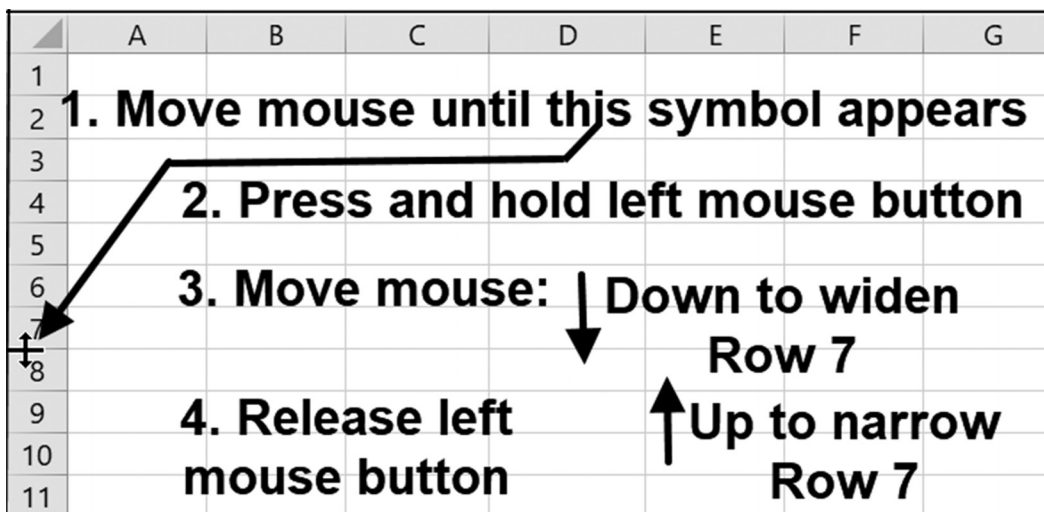 A B C D E F G
1
2
1. Move mouse until this symbol appears
3
4
2. Press and hold left mouse button
5
6
3. Move mouse:
Down to widen
Row 7
7
8
9
4. Release left
mouse button
Up to narrow
Row 7
10
11